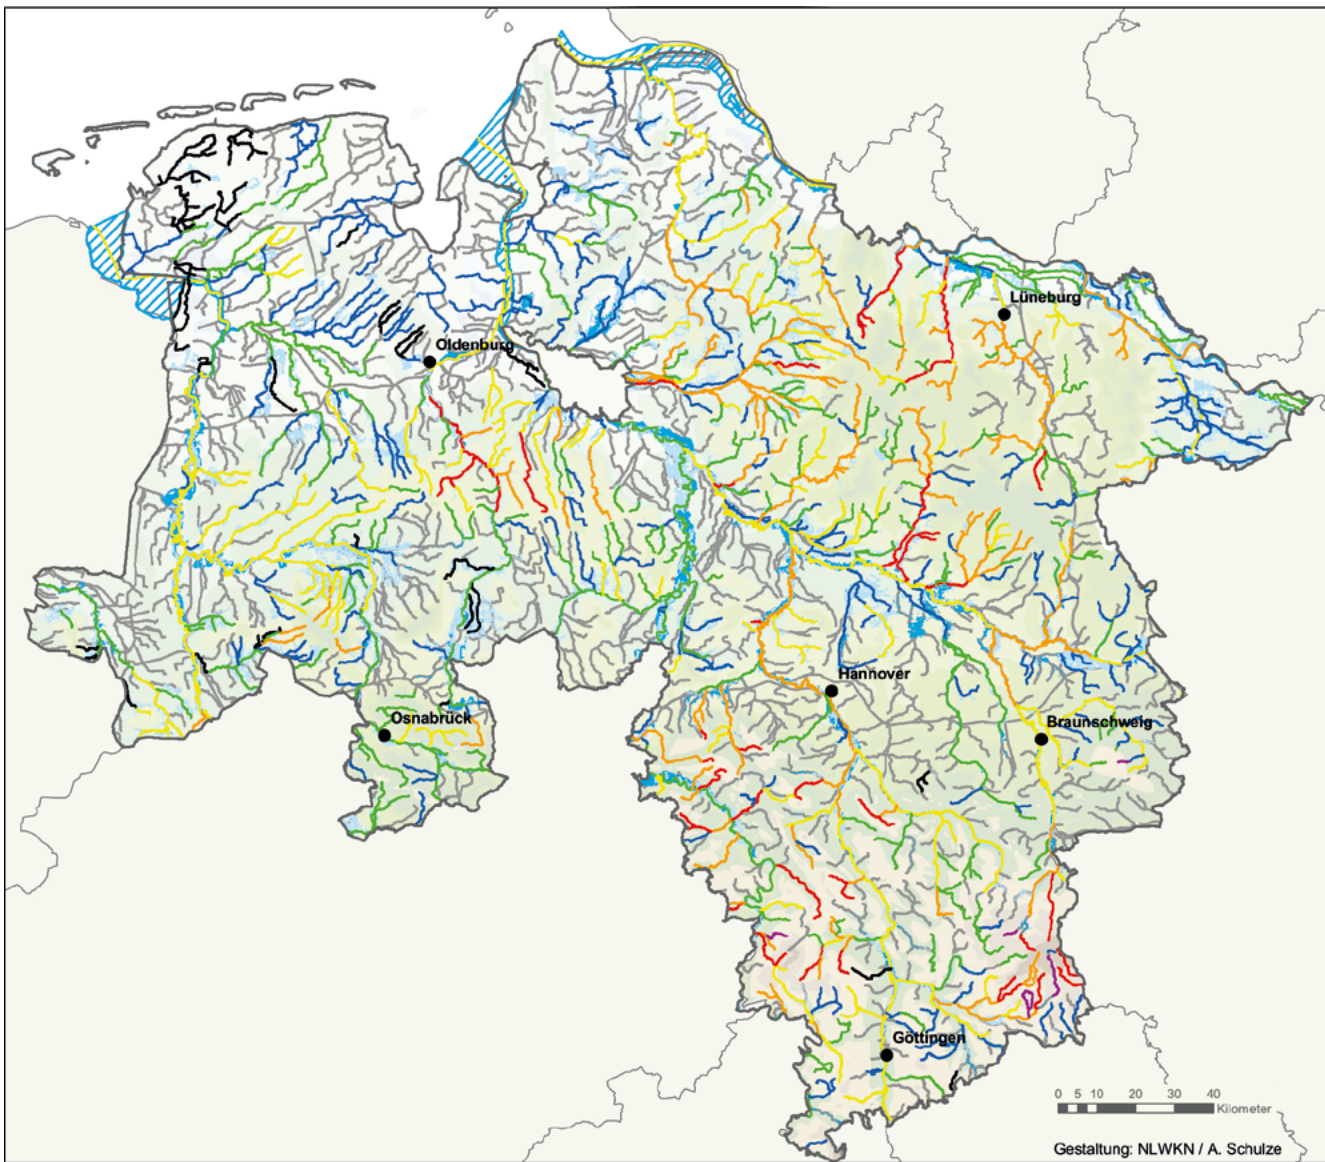 Lüneburg
Oldenburg
Hannover
Osnabrück
Braunschweig
Göttingen
0 5 10 20 30 40
Kilometer
Gestaltung: NLWKN / A. Schulze